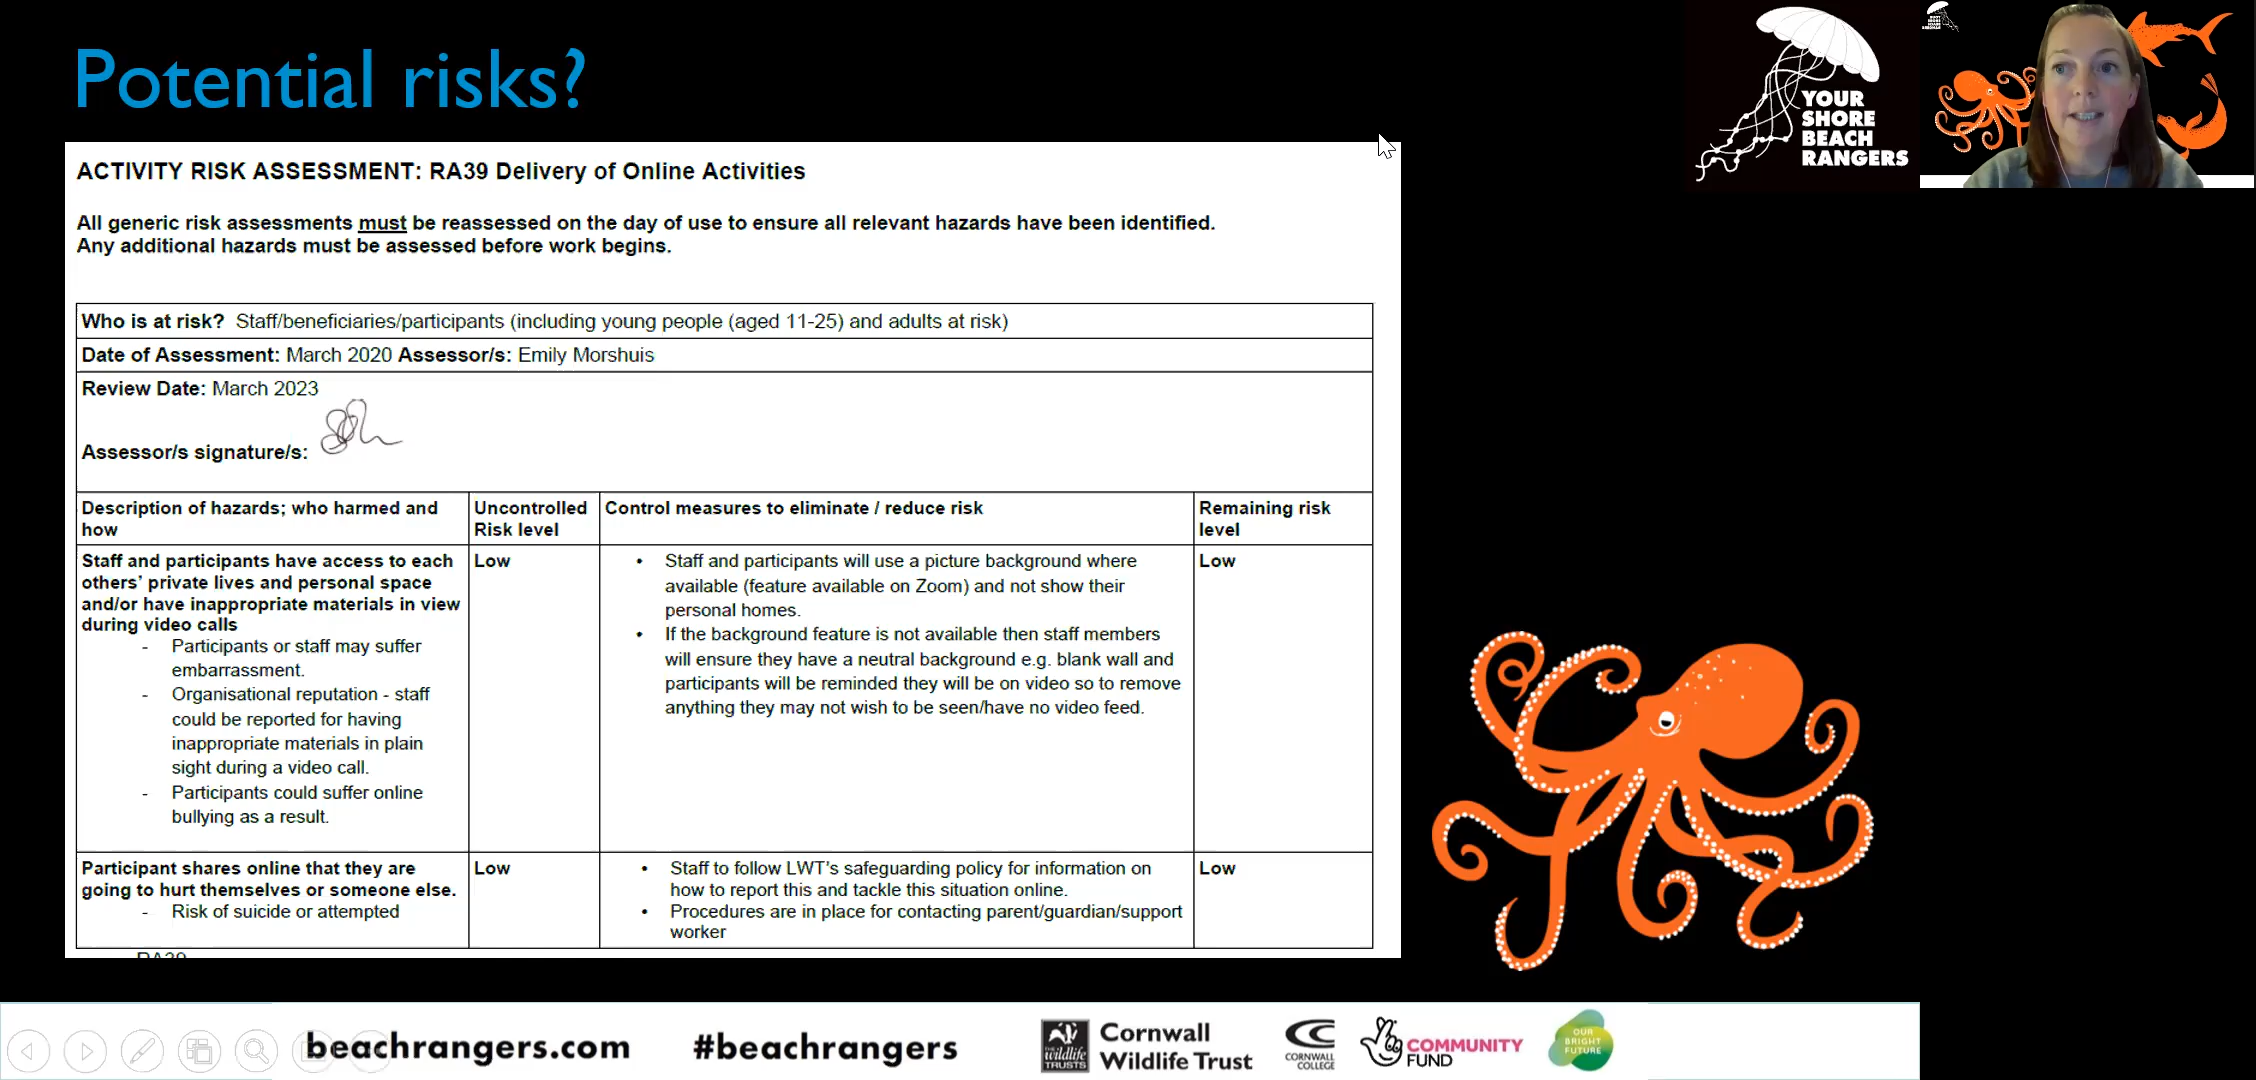 Potential risks?
YOUR
SHORE
BEACH
RANGERS
ACTIVITY RISK ASSESSMENT: RA39 Delivery of Online Activities
All generic risk assessments must be reassessed on the day of use to ensure all relevant hazards have been identified.
Any additional hazards must be assessed before work begins.
Who is at risk? Staff/beneficiaries/participants (including young people (aged 11-25) and adults at risk)
Date of Assessment: March 2020 Assessor/s: Emily Morshuis
Review Date: March 2023
Assessor/s signature/s:
Description of hazards; who harmed and
how
Uncontrolled
Risk level
Control measures to eliminate / reduce risk
Remaining risk
level
Staff and participants have access to each
others' private lives and personal space
and/or have inappropriate materials in view
during video calls
- Participants or staff may suffer
embarrassment.
- Organisational reputation - staff
could be reported for having
inappropriate materials in plain
sight during a video call.
- Participants could suffer online
bullying as a result.
Low
• Staff and participants will use a picture background where
available (feature available on Zoom) and not show their
personal homes.
• If the background feature is not available then staff members
will ensure they have a neutral background e.g. blank wall and
participants will be reminded they will be on video so to remove
anything they may not wish to be seen/have no video feed.
Low
Participant shares online that they are
going to hurt themselves or someone else.
- Risk of suicide or attempted
Low
• Staff to follow LWT's safeguarding policy for information on
how to report this and tackle this situation online.
• Procedures are in place for contacting parent/guardian/support
worker
Low
RA39
beachrangers.com
#beachrangers
THE
wildlife
TRUSTS
Cornwall
Wildlife Trust
CORNWALL
COLLEGE
COMMUNITY
FUND
OUR
BRIGHT
FUTURE